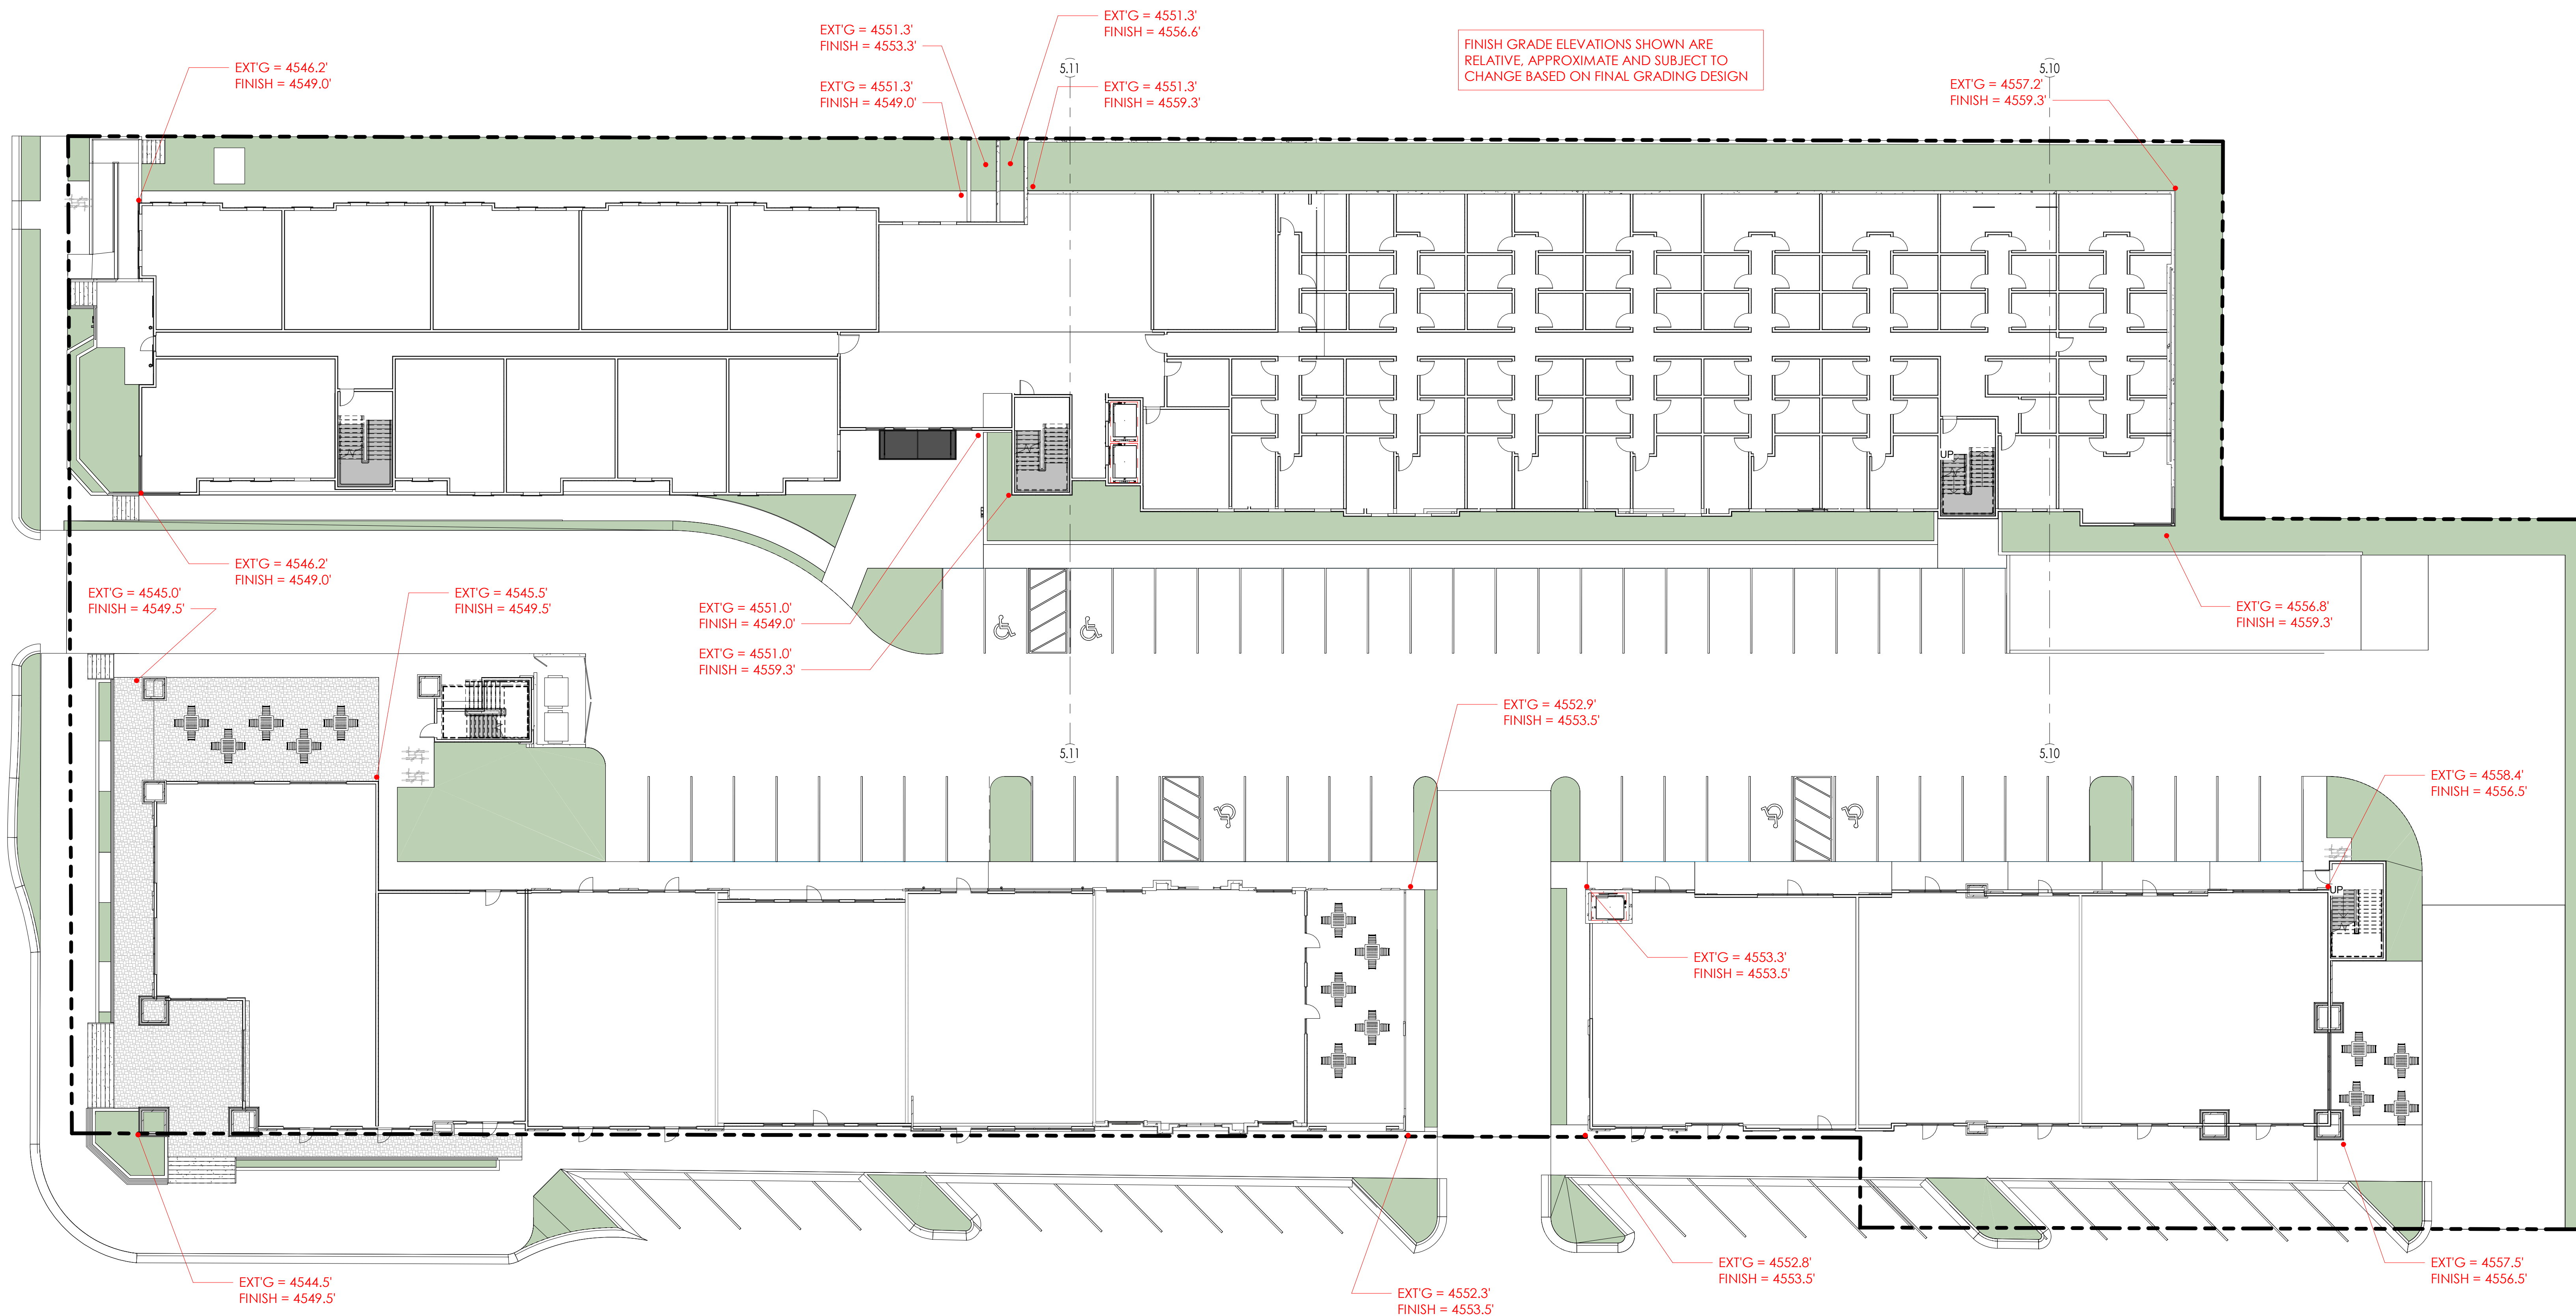 EXT'G = 4551.3'
FINISH = 4556.6'
EXT'G = 4551.3'
FINISH = 4553.3'
FINISH GRADE ELEVATIONS SHOWN ARE
RELATIVE, APPROXIMATE AND SUBJECT TO
CHANGE BASED ON FINAL GRADING DESIGN
EXT'G = 4546.2'
FINISH = 4549.0'
5.11
5.10
EXT'G = 4551.3'
FINISH = 4549.0'
EXT'G = 4551.3'
FINISH = 4559.3'
EXT'G = 4557.2'
FINISH = 4559.3'
UP
EXT'G = 4546.2'
FINISH = 4549.0'
EXT'G = 4545.0'
FINISH = 4549.5'
EXT'G = 4545.5'
FINISH = 4549.5'
EXT'G = 4551.0'
FINISH = 4549.0'
EXT'G = 4556.8'
FINISH = 4559.3'
EXT'G = 4551.0'
FINISH = 4559.3'
EXT'G = 4552.9'
FINISH = 4553.5'
5.11
5.10
EXT'G = 4558.4'
FINISH = 4556.5'
UP
EXT'G = 4553.3'
FINISH = 4553.5'
EXT'G = 4552.8'
FINISH = 4553.5'
EXT'G = 4557.5'
FINISH = 4556.5'
EXT'G = 4544.5'
FINISH = 4549.5'
EXT'G = 4552.3'
FINISH = 4553.5'